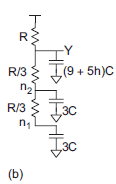 R
Y
(9 + 5h)C
R/3
n2
3C
R/3
n1
3C
(b)